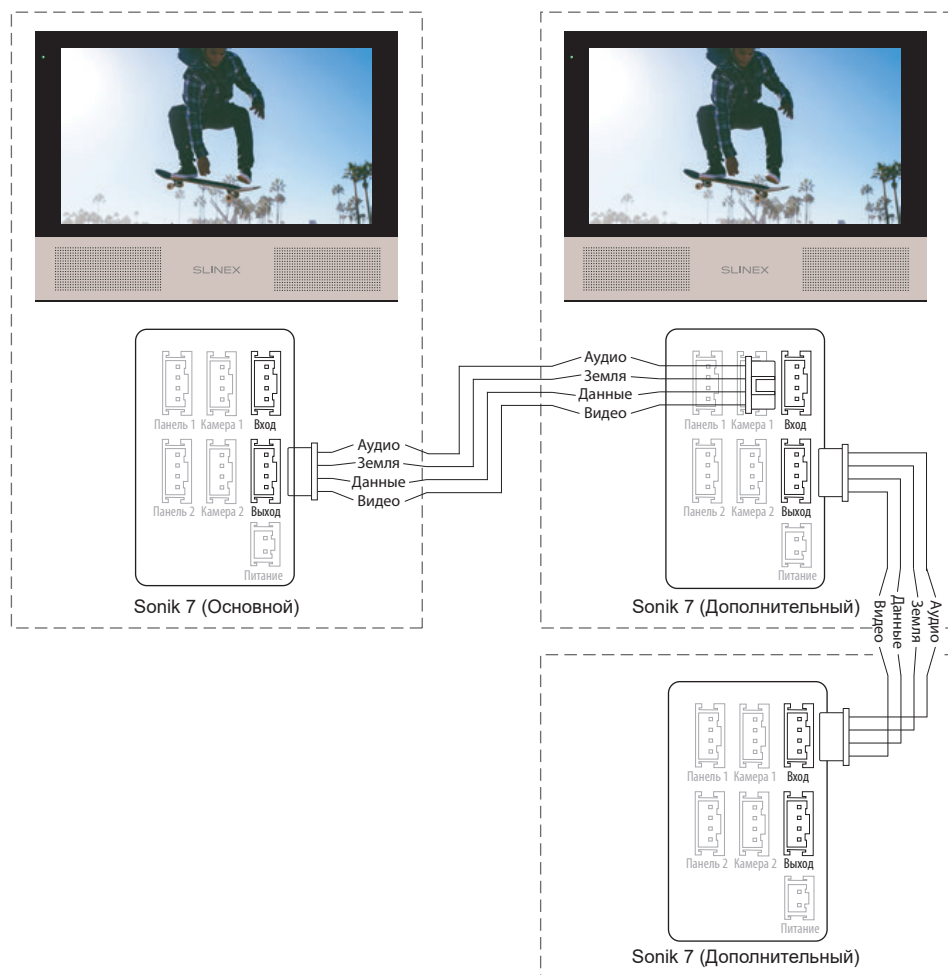 SLINEX
SLINEX
Панель 1 Камера 1 Вход
Панель 2 Камера 2 Выход
Питание
Аудио
Земля
Данные
Видео
Sonik 7 (Основной)
Аудио
Земля
Данные
Видео
Панель 1 Камера 1 Вход
Панель 2 Камера 2 Выход
Питание
Sonik 7 (Дополнительный)
Видео
Данные
Земля
Аудио
Панель 1 Камера 1 Вход
Панель 2 Камера 2 Выход
Питание
Sonik 7 (Дополнительный)